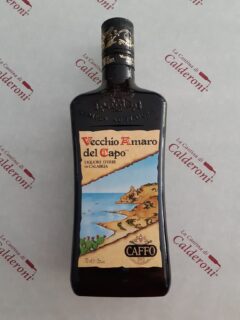 Vecchio Amaro
del Capo
LIQUORE D'ERBE
DI CALABRIA
CAFFO
La Cantina di
Calderoni
La Cantina di
Calderoni
La Cantina di
Calderoni
La Cantina di
Calderoni